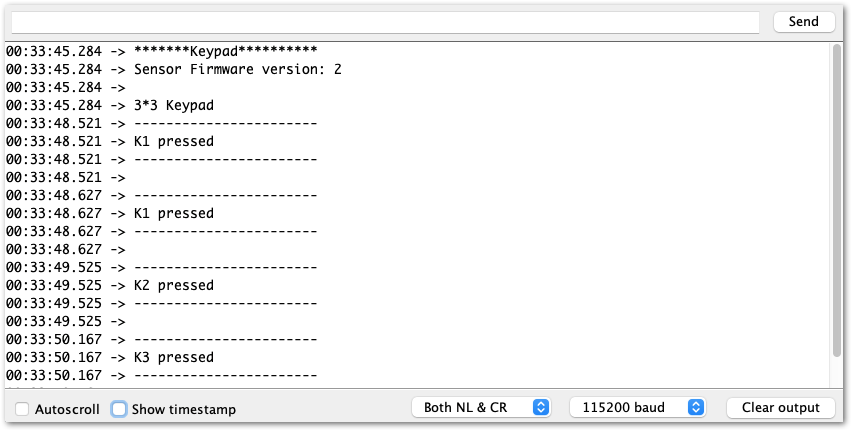 Send
00:33:45.284 -> *******Keypad**********
00:33:45.284 -> Sensor Firmware version: 2
00:33:45.284 ->
00:33:45.284 -> 3*3 Keypad
00:33:48.521 -> -----------------------
00:33:48.521 -> K1 pressed
00:33:48.521 -> -----------------------
00:33:48.521 ->
00:33:48.627 -> -----------------------
00:33:48.627 -> K1 pressed
00:33:48.627 -> -----------------------
00:33:48.627 ->
00:33:49.525 -> -----------------------
00:33:49.525 -> K2 pressed
00:33:49.525 -> -----------------------
00:33:49.525 ->
00:33:50.167 -> -----------------------
00:33:50.167 -> K3 pressed
00:33:50.167 -> -----------------------
Autoscroll Show timestamp Both NL & CR 115200 baud Clear output